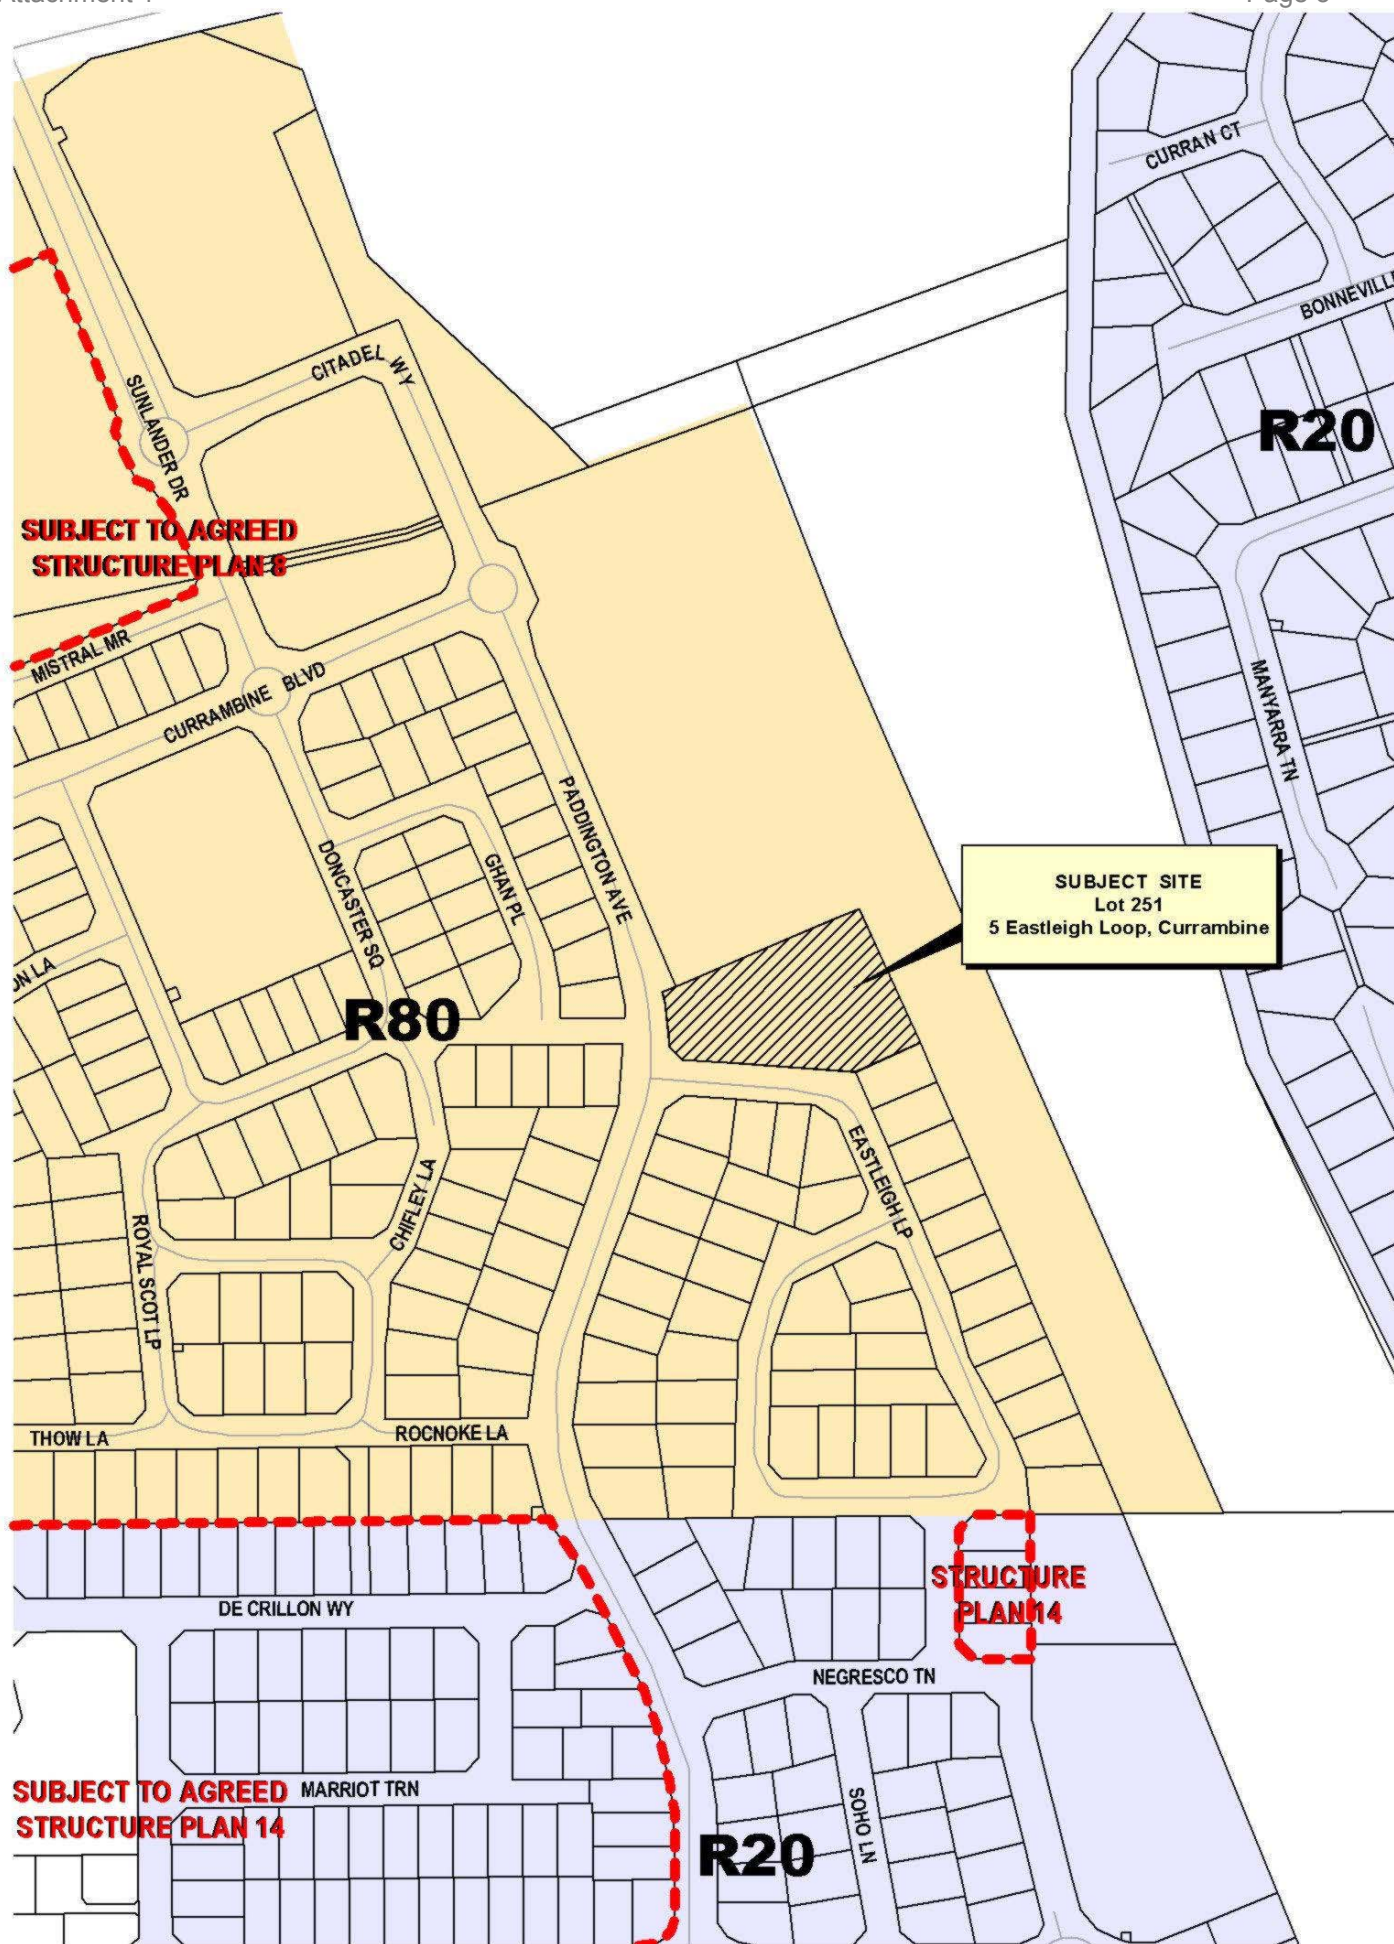 CURRAN CT
BONNEVILL
CITADEL WY
SUNLANDER DR
R20
SUBJECT TO AGREED
STRUCTURE PLAN 8
MISTRAL MR
CURRAMBINE BLVD
MANYARRA TN
PADDINGTON AVE
DONCASTER SQ
GHAN PL
SUBJECT SITE
Lot 251
5 Eastleigh Loop, Currambine
ON LA
R80
EASTLEIGH LP
CHIFLEY LA
ROYAL SCOT LP
THOW LA
ROCNOKE LA
STRUCTURE
PLAN 14
DE CRILLON WY
NEGRESCO TN
SUBJECT TO AGREED
STRUCTURE PLAN 14
MARRIOT TRN
SOHO LN
R20